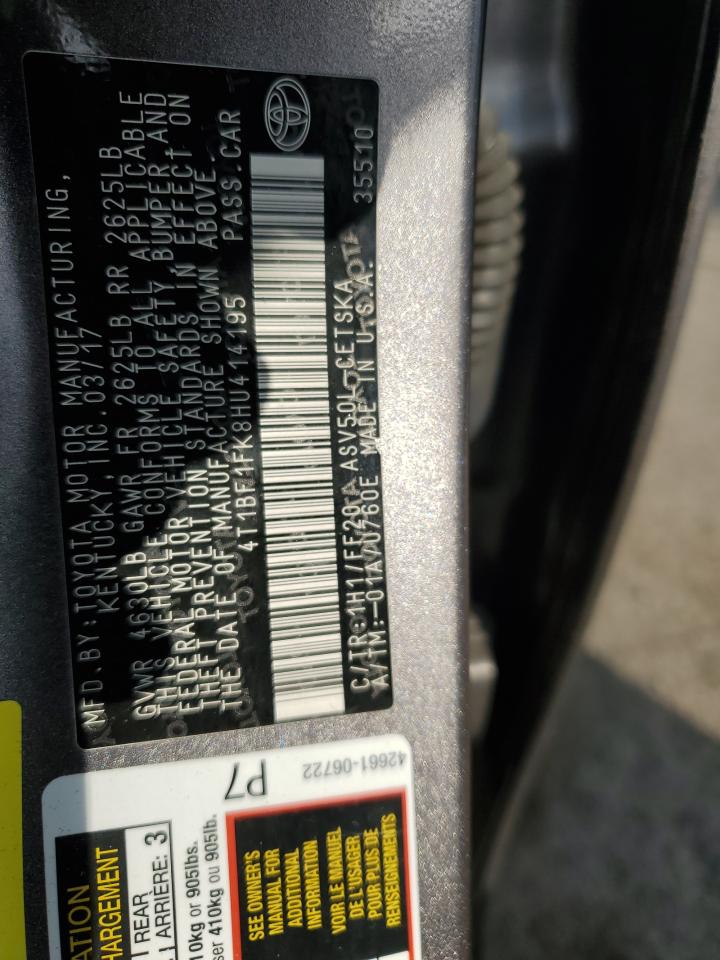 MFD. BY: TOYOTA MOTOR MANUFACTURING,
KENTUCKY, INC. 03/17
GVWR 4630LB GAWR FR 2625LB RR 2625LB
THIS VEHICLE CONFORMS TO ALL APPLICABLE
FEDERAL MOTOR VEHICLE SAFETY, BUMPER, AND
THEFT PREVENTION STANDARDS IN EFFECT ON
THE DATE OF MANUFACTURE SHOWN ABOVE.
4T1BF1FK8HU414195 PASS. CAR
C/TR: 1H1/FF20 ASV50L-CETSKA 35510
A/TM: -01A/U760E MADE IN U.S.A.
P7
42661-06722
ATION
HARGEMENT
REAR
ARRIÈRE: 3
10kg or 905lbs.
ser 410kg ou 905lb.
SEE OWNER'S
MANUAL FOR
ADDITIONAL
INFORMATION
VOIR LE MANUEL
DE L'USAGER
POUR PLUS DE
RENSEIGNEMENTS